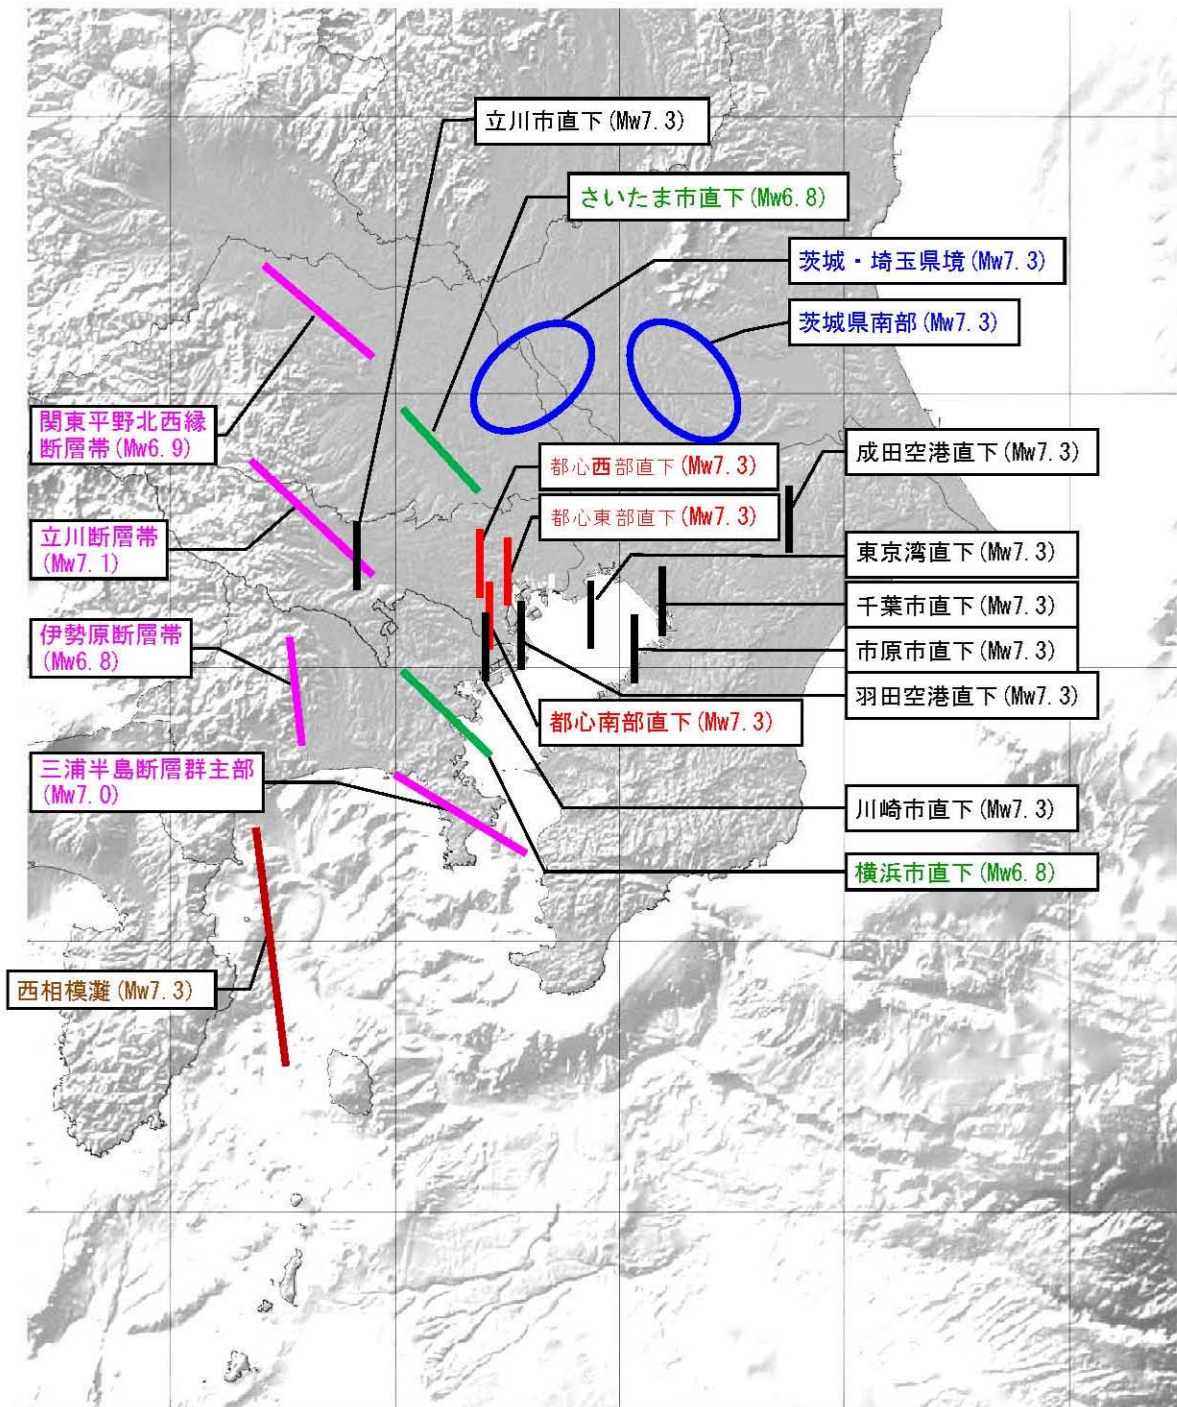 立川市直下(Mw7.3)
さいたま市直下(Mw6.8)
茨城・埼玉県境(Mw7.3)
茨城県南部(Mw7.3)
関東平野北西縁
断層帯(Mw6.9)
都心西部直下(Mw7.3)
成田空港直下(Mw7.3)
都心東部直下(Mw7.3)
立川断層帯
(Mw7.1)
東京湾直下(Mw7.3)
千葉市直下(Mw7.3)
伊勢原断層帯
(Mw6.8)
市原市直下(Mw7.3)
羽田空港直下(Mw7.3)
都心南部直下(Mw7.3)
三浦半島断層群主部
(Mw7.0)
川崎市直下(Mw7.3)
横浜市直下(Mw6.8)
西相模灘(Mw7.3)